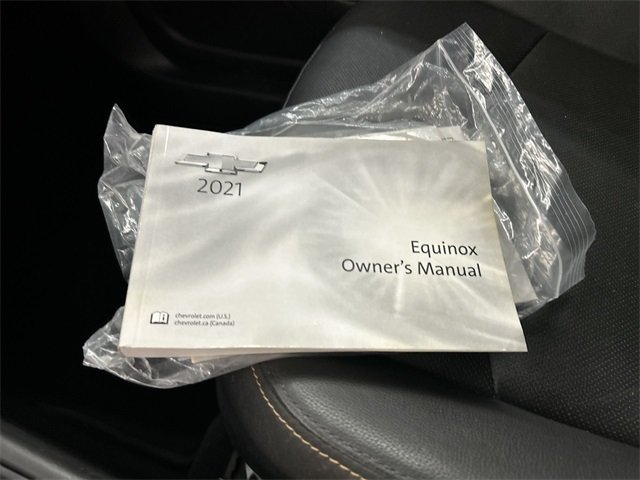 2021
Equinox
Owner's Manual
chevrolet.com (U.S.)
chevrolet.ca (Canada)